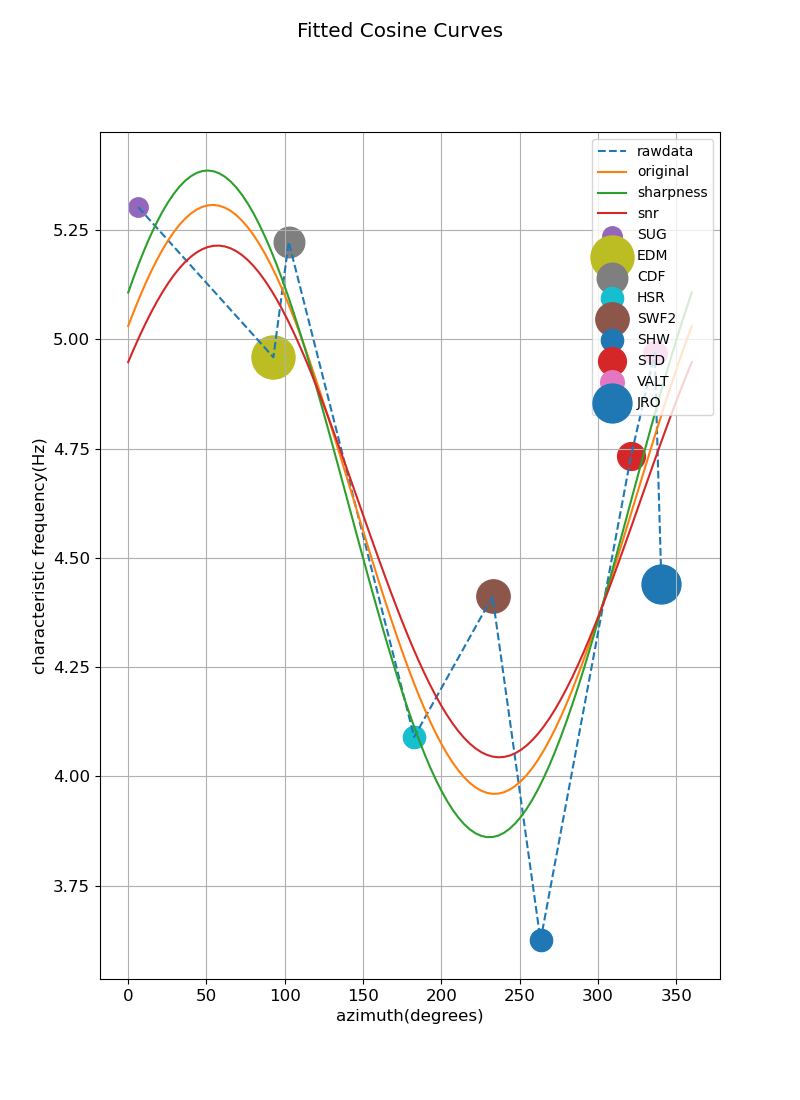 Fitted Cosine Curves
rawdata
original
sharpness
snr
SUG
EDM
CDF
HSR
SWF2
SHW
STD
VALT
JRO
5.25
5.00
4.75
4.50
4.25
4.00
3.75
characteristic frequency(Hz)
0 50 100 150 200 250 300 350
azimuth(degrees)